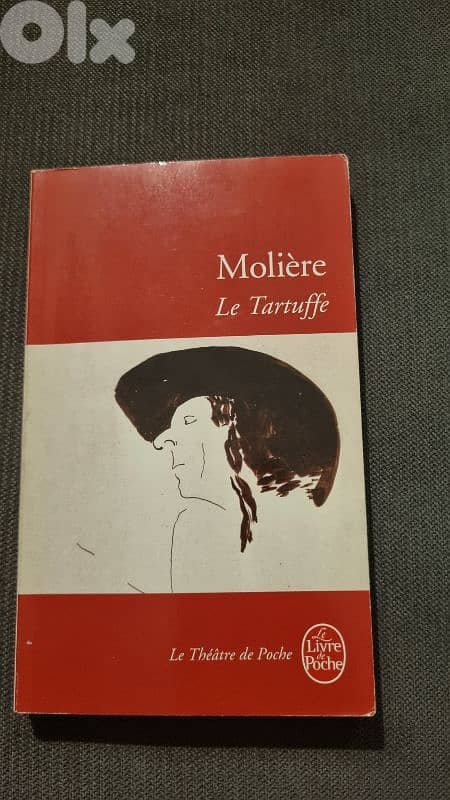 OLX
Molière
Le Tartuffe
Le Théâtre de Poche
Le
Livre
de
Poche